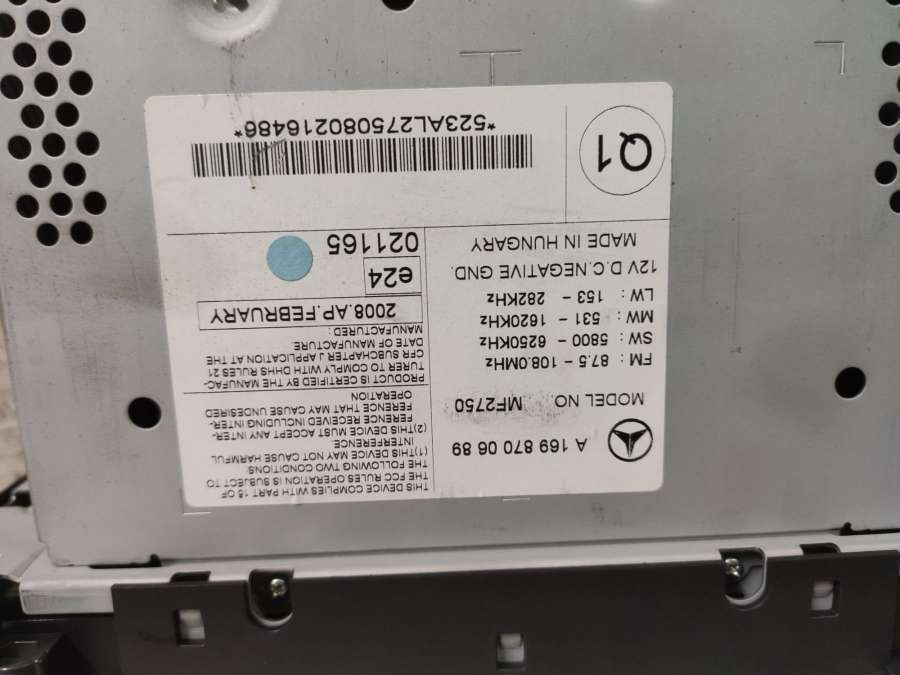 A 169 870 06 89
MODEL NO. MF2750
FM : 87.5 - 108.0MHz
SW : 5800 - 6250KHz
MW : 531 - 1620KHz
LW : 153 - 282KHz
12V D.C.NEGATIVE GND.
MADE IN HUNGARY
THIS DEVICE COMPLIES WITH PART 15 OF
THE FCC RULES.OPERATION IS SUBJECT TO
THE FOLLOWING TWO CONDITIONS:
(1)THIS DEVICE MAY NOT CAUSE HARMFUL
INTERFERENCE
(2)THIS DEVICE MUST ACCEPT ANY INTER-
FERENCE RECEIVED INCLUDING INTER-
FERENCE THAT MAY CAUSE UNDESIRED
OPERATION
PRODUCT IS CERTIFIED BY THE MANUFAC-
TURER TO COMPLY WITH DHHS RULES 21
CFR SUBCHAPTER J APPLICATION AT THE
DATE OF MANUFACTURE
MANUFACTURED :
2008.AP.FEBRUARY
e24
021165
Q1
*523AL275080216486*